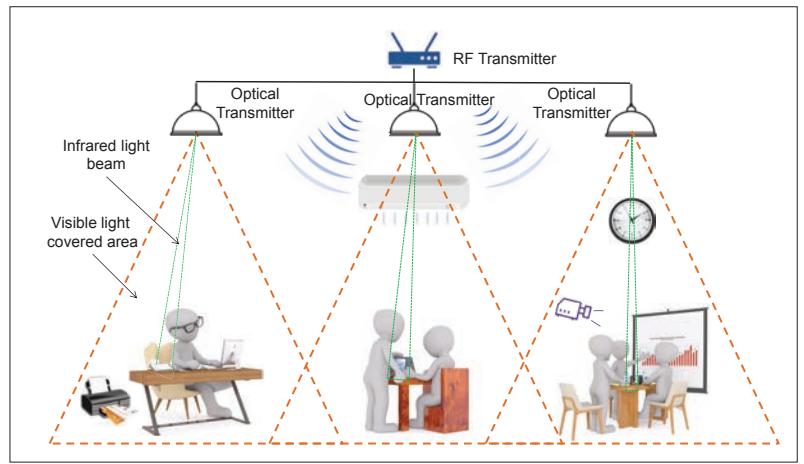 RF Transmitter
Optical
Transmitter
Optical Transmitter
Optical
Transmitter
Infrared light
beam
Visible light
covered area